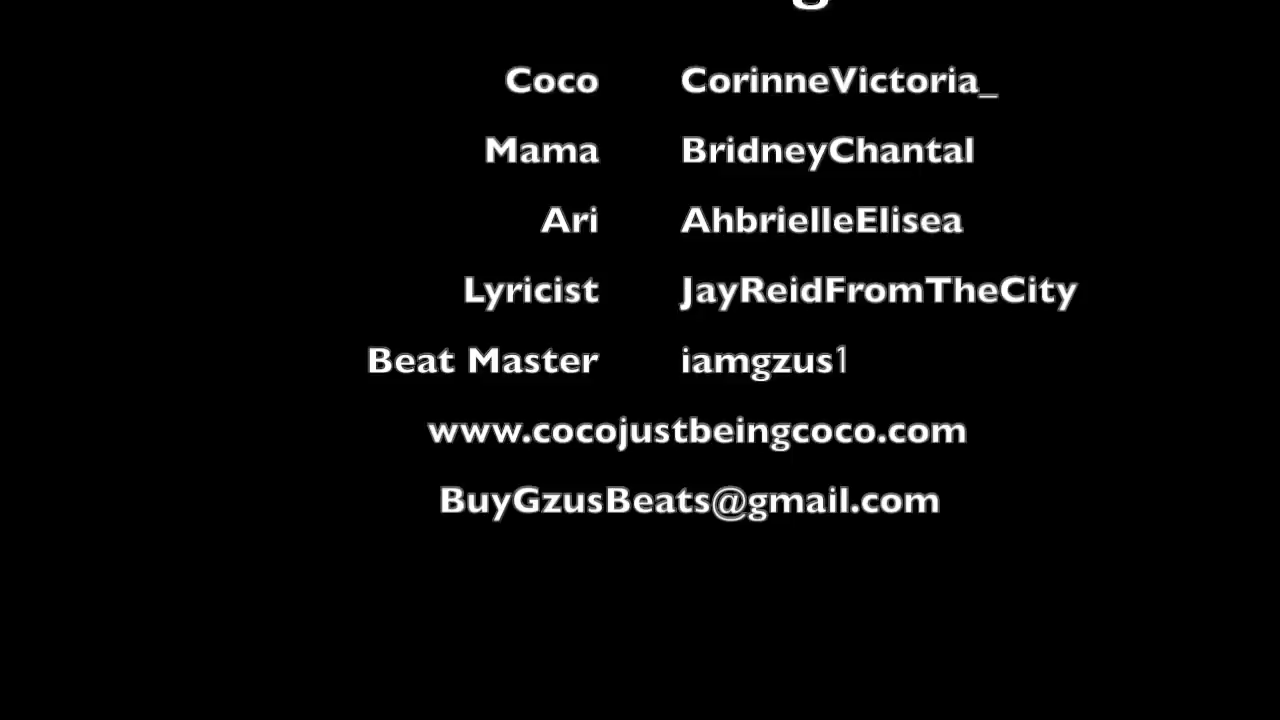 Coco CorinneVictoria_
Mama BridneyChantal
Ari AhbrielleElisea
Lyricist JayReidFromTheCity
Beat Master iamgzus1
www.cocojustbeingcoco.com
BuyGzusBeats@gmail.com